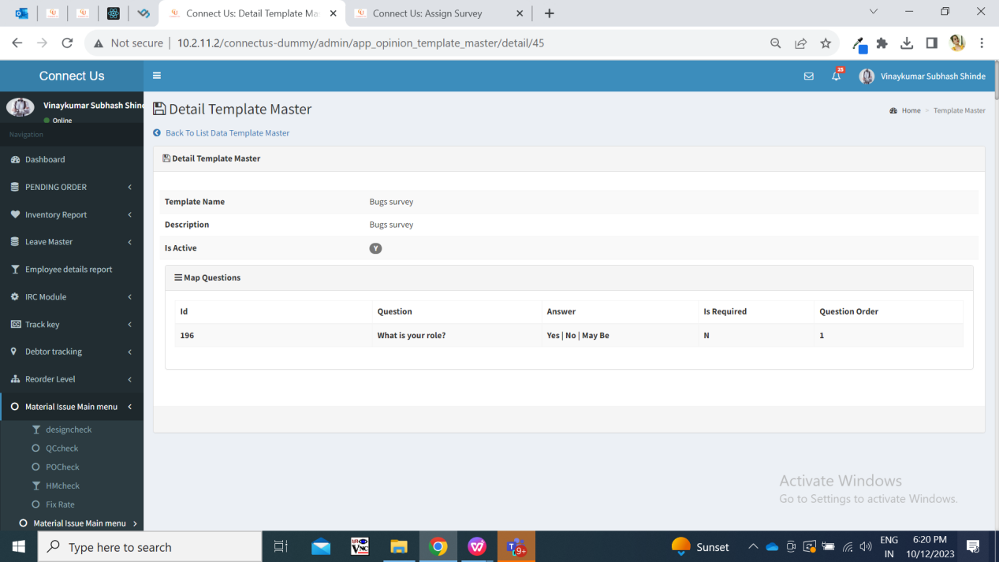 Connect Us: Detail Template Ma
Connect Us: Assign Survey
Not secure | 10.2.11.2/connectus-dummy/admin/app_opinion_template_master/detail/45
Connect Us
25
Vinaykumar Subhash Shinde
Vinaykumar Subhash Shind
Online
Navigation
Dashboard
PENDING ORDER
Inventory Report
Leave Master
Employee details report
IRC Module
CC Track key
Debtor tracking
Reorder Level
Material Issue Main menu
designcheck
QCcheck
POCheck
HMcheck
Fix Rate
Material Issue Main menu
Detail Template Master
Home > Template Master
Back To List Data Template Master
Detail Template Master
Template Name Bugs survey
Description Bugs survey
Is Active Y
Map Questions
Id Question Answer Is Required Question Order
196 What is your role? Yes | No | May Be N 1
Activate Windows
Go to Settings to activate Windows.
Type here to search
VNC
W
T
9+
Sunset
ENG
IN
6:20 PM
10/12/2023